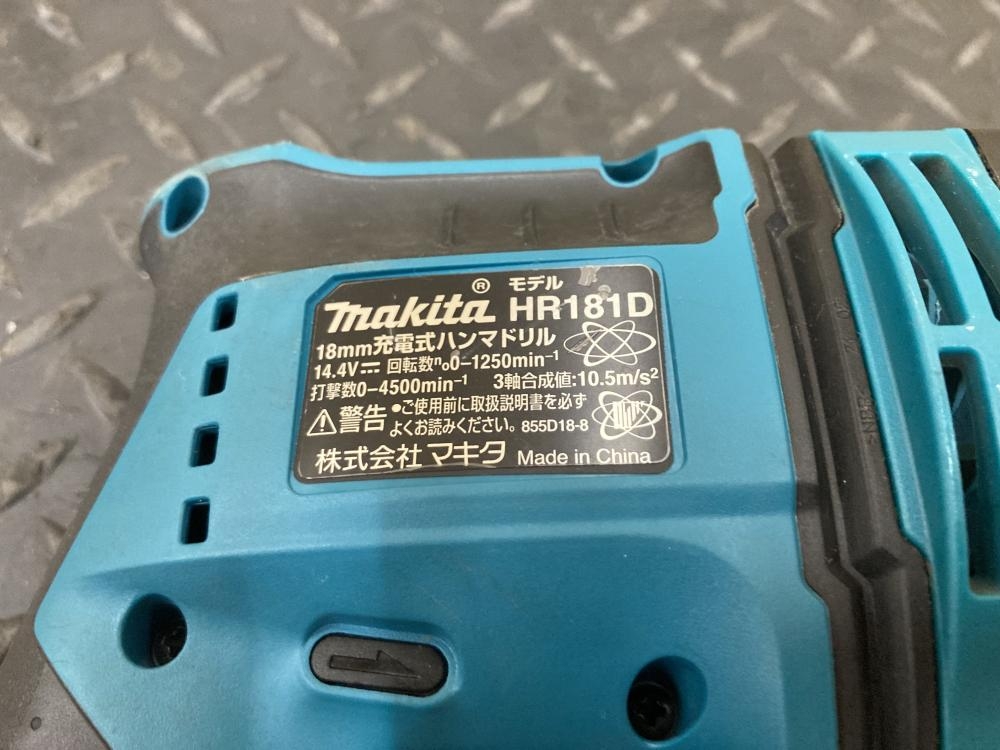 makita® モデル HR181D
18mm充電式ハンマドリル
14.4V⎓ 回転数n₀0-1250min⁻¹
打撃数0-4500min⁻¹ 3軸合成値:10.5m/s²
⚠警告 •ご使用前に取扱説明書を必ず
よくお読みください。 855D18-8
株式会社 マキタ Made in China